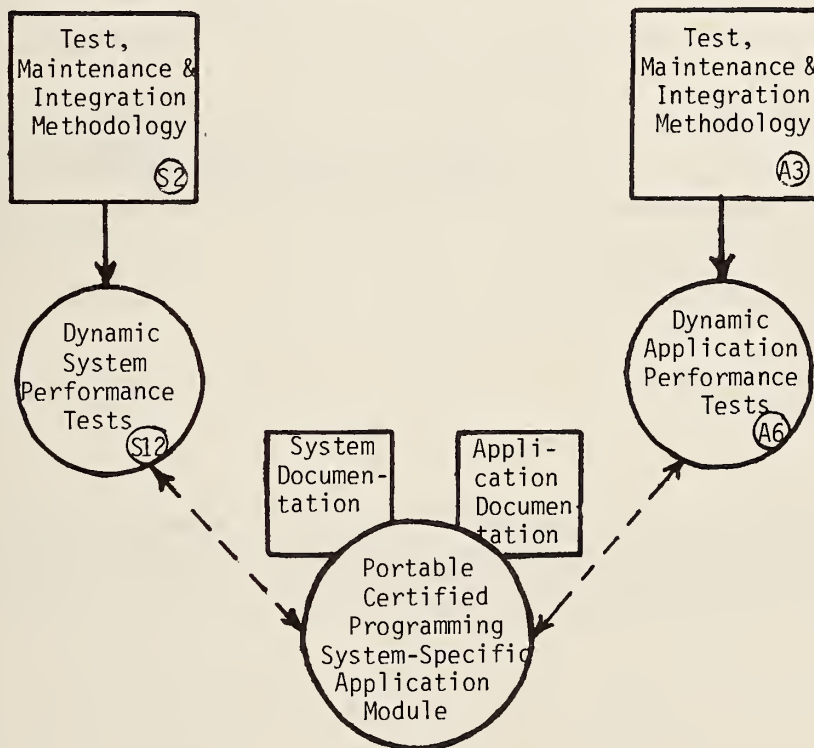 Test,
Maintenance &
Integration
Methodology
S2
Test,
Maintenance &
Integration
Methodology
A3
Dynamic
System
Performance
Tests
S12
Dynamic
Application
Performance
Tests
A6
System
Documen-
tation
Appli-
cation
Documen
tation
Portable
Certified
Programming
System-Specific
Application
Module